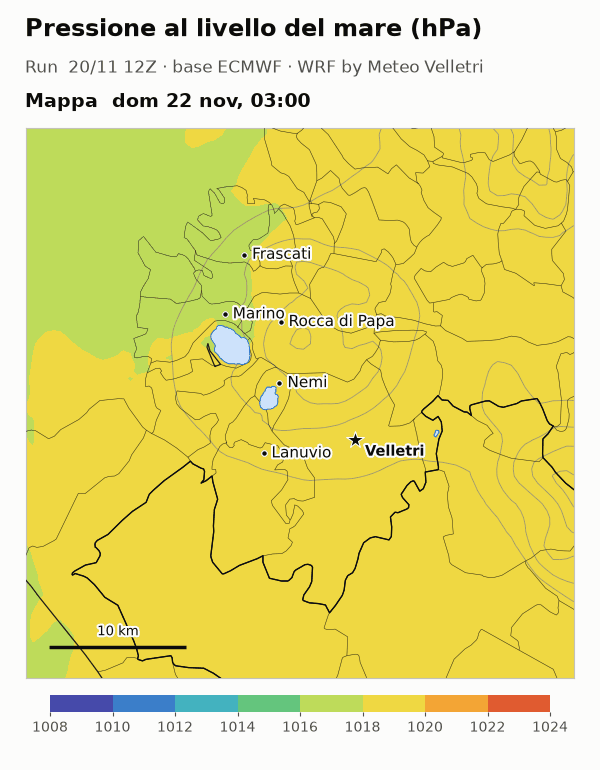 Pressione al livello del mare (hPa)
Run  20/11 12Z · base ECMWF · WRF by Meteo Velletri
Mappa  dom 22 nov, 03:00
Frascati
Marino
Rocca di Papa
Nemi
Velletri
Lanuvio
10 km
1008 1010 1012 1014 1016 1018 1020 1022 1024